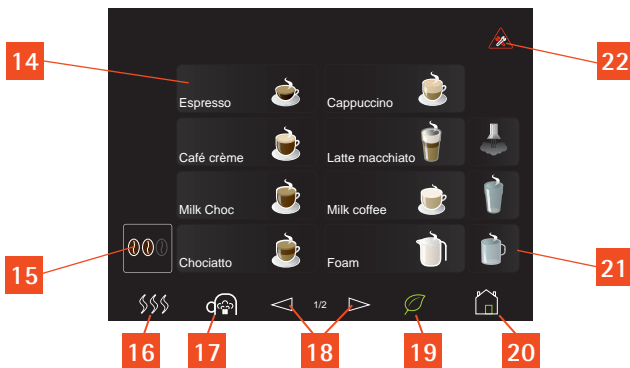 14
22
Espresso
Cappuccino
Café crème
Latte macchiato
Milk Choc
Milk coffee
15
Chociatto
Foam
21
1/2
16
17
18
19
20